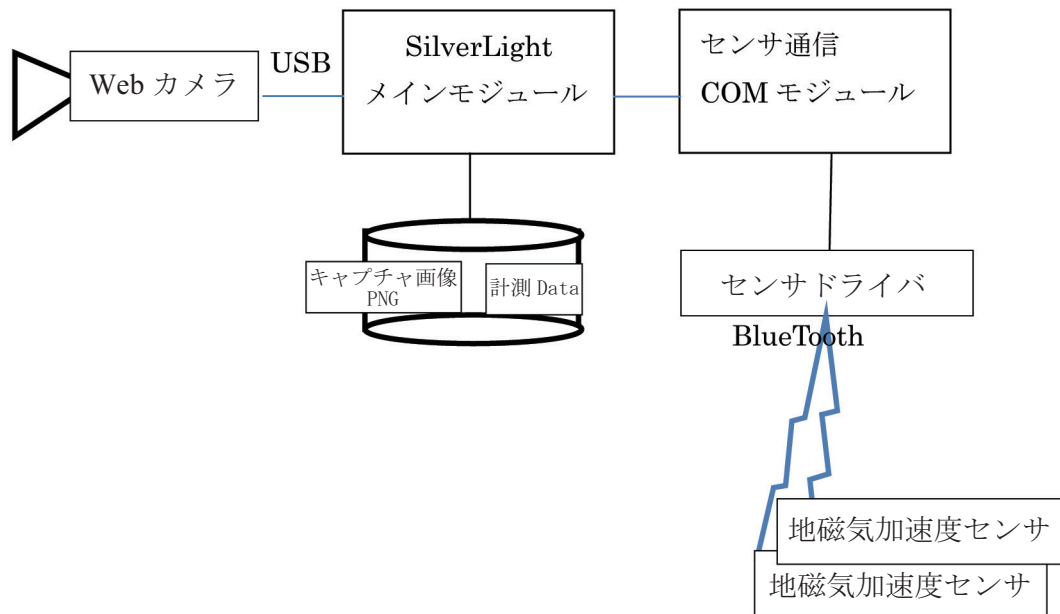 Web カメラ
USB
SilverLight
メインモジュール
センサ通信
COM モジュール
キャプチャ画像
PNG
計測 Data
センサドライバ
BlueTooth
地磁気加速度センサ
地磁気加速度センサ